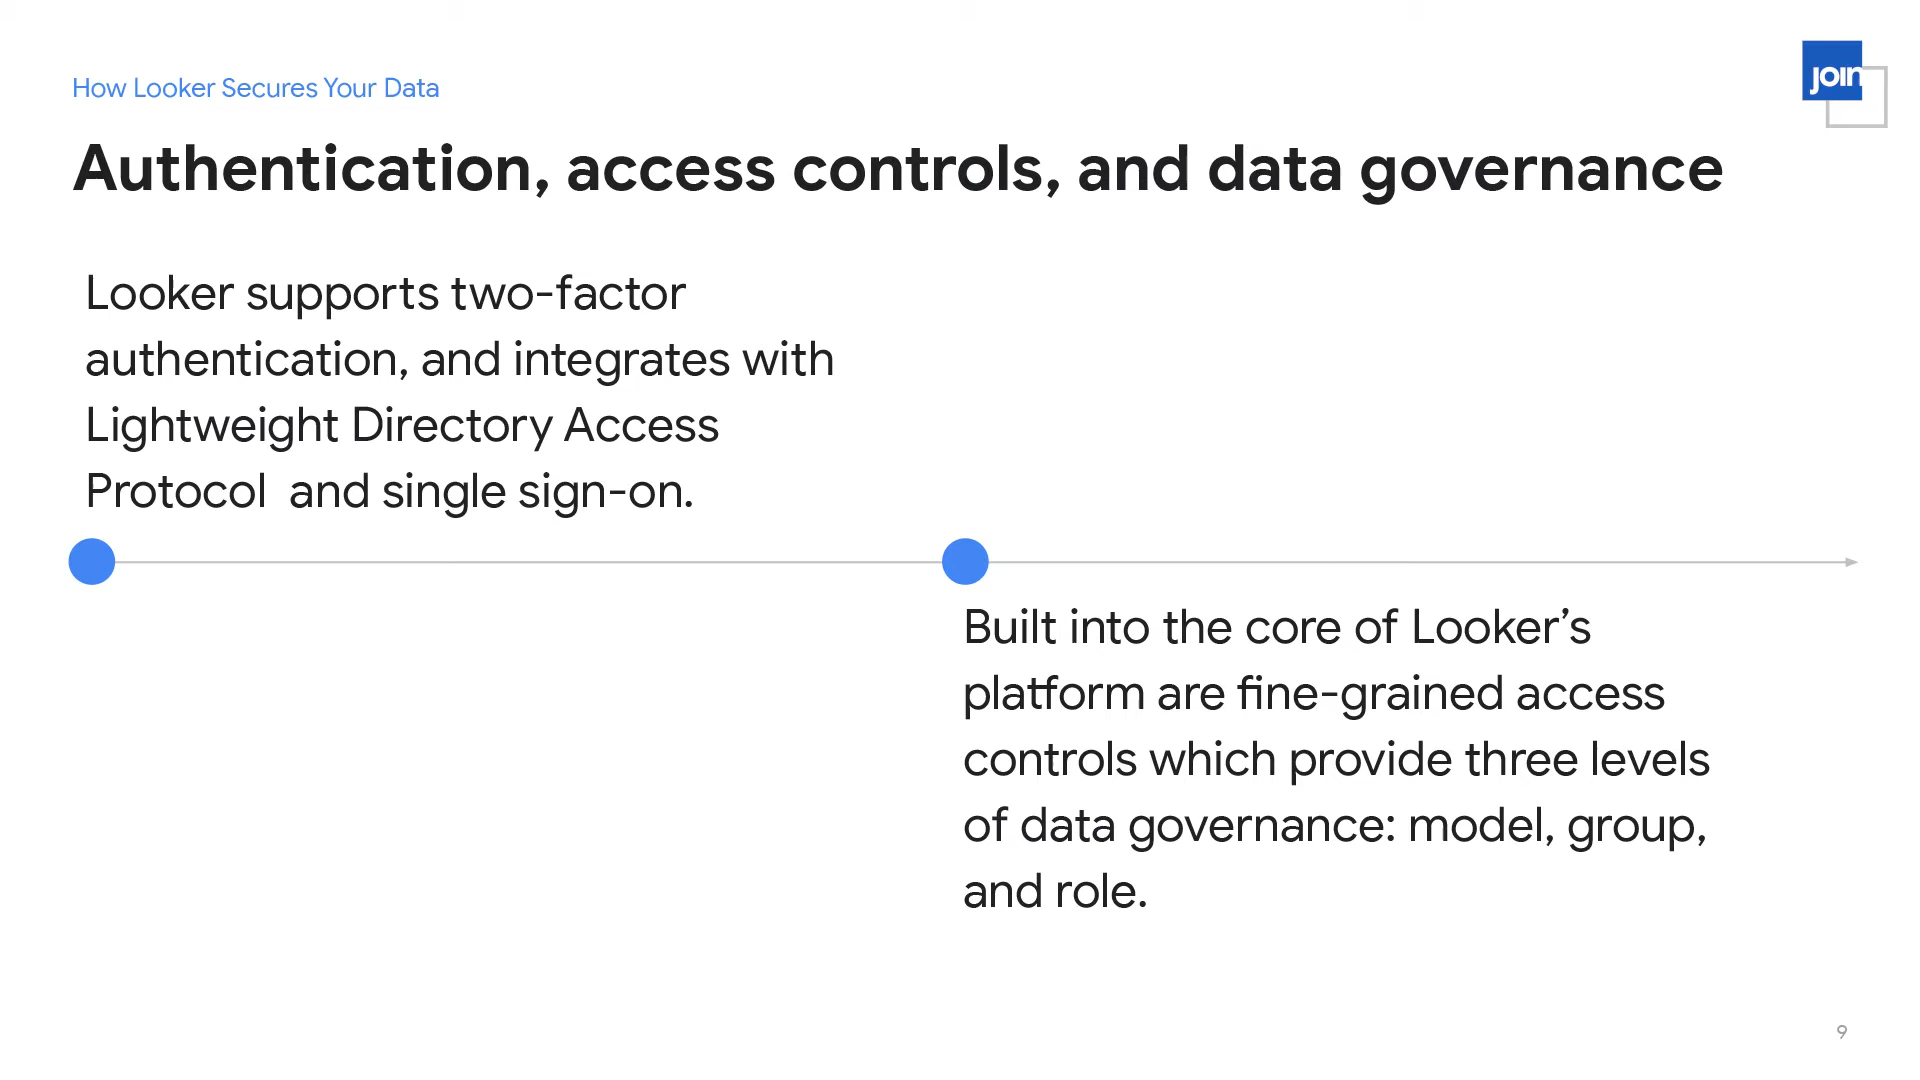 How Looker Secures Your Data
join
Authentication, access controls, and data governance
Looker supports two-factor
authentication, and integrates with
Lightweight Directory Access
Protocol  and single sign-on.
Built into the core of Looker’s
platform are fine-grained access
controls which provide three levels
of data governance: model, group,
and role.
9